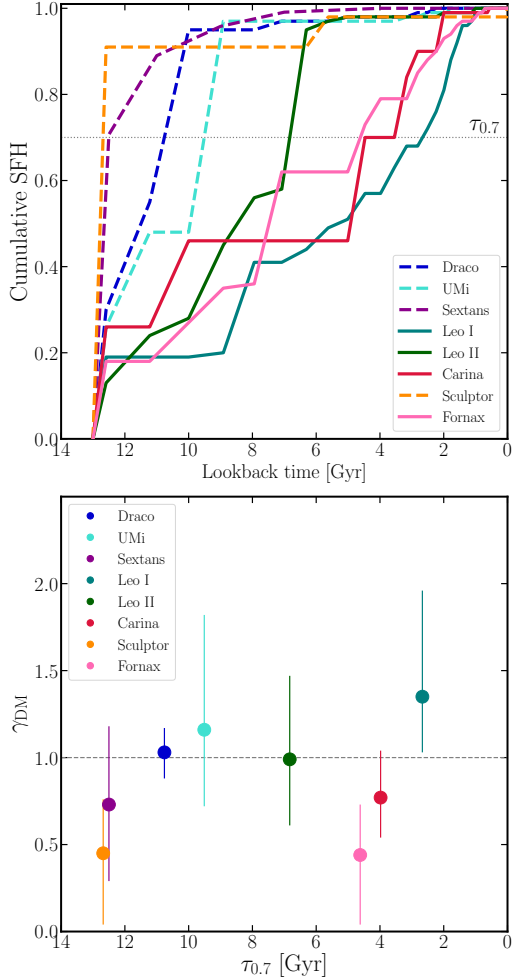 1.0
0.8
0.6
0.4
0.2
0.0
Cumulative SFH
τ0.7
Draco
UMi
Sextans
Leo I
Leo II
Carina
Sculptor
Fornax
14 12 10 8 6 4 2 0
Lookback time [Gyr]
Draco
UMi
Sextans
Leo I
Leo II
Carina
Sculptor
Fornax
2.0
1.5
1.0
0.5
0.0
γDM
14 12 10 8 6 4 2 0
τ0.7 [Gyr]